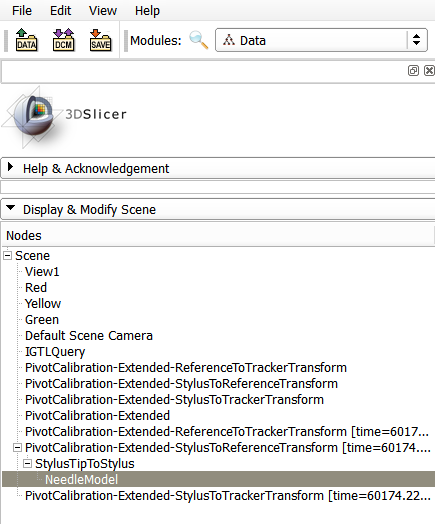 File Edit View Help
DATA DCM SAVE Modules: Data
3DSlicer
Help & Acknowledgement
Display & Modify Scene
Nodes
Scene
View1
Red
Yellow
Green
Default Scene Camera
IGTLQuery
PivotCalibration-Extended-ReferenceToTrackerTransform
PivotCalibration-Extended-StylusToReferenceTransform
PivotCalibration-Extended-StylusToTrackerTransform
PivotCalibration-Extended
PivotCalibration-Extended-ReferenceToTrackerTransform [time=6017...
PivotCalibration-Extended-StylusToReferenceTransform [time=60174....
StylusTipToStylus
NeedleModel
PivotCalibration-Extended-StylusToTrackerTransform [time=60174.22...